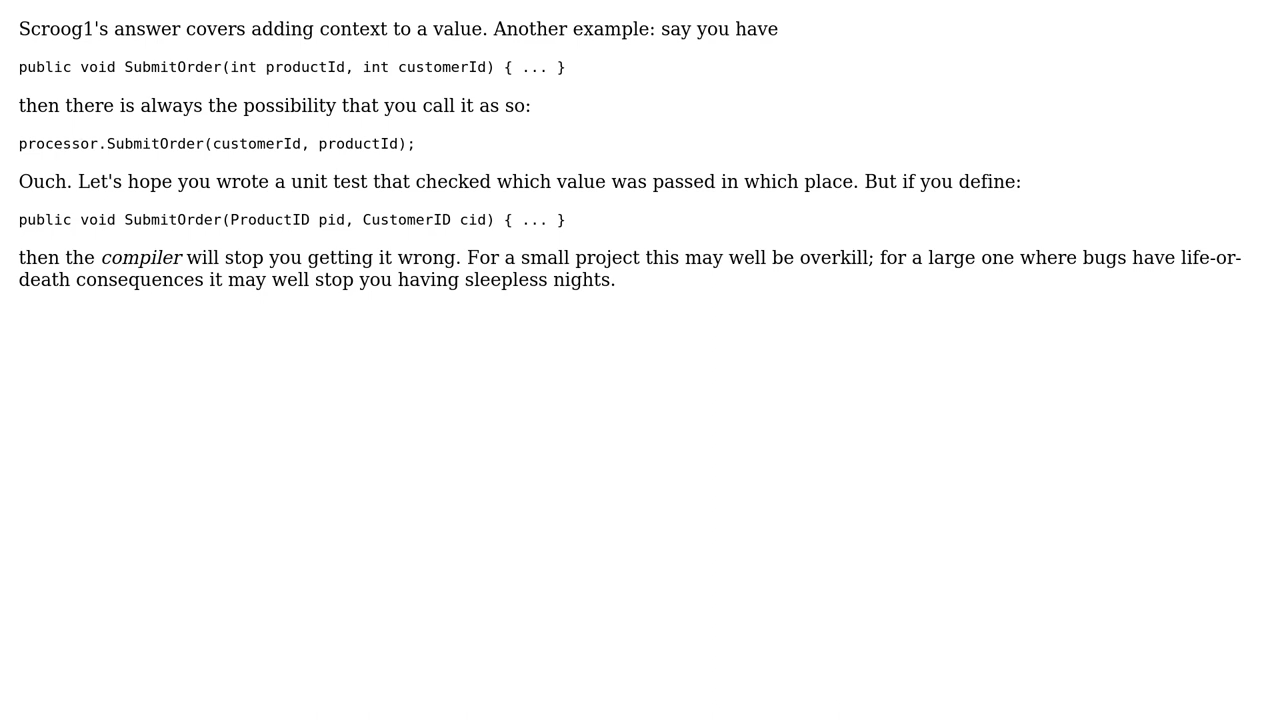 Scroog1's answer covers adding context to a value. Another example: say you have
public void SubmitOrder(int productId, int customerId) { ... }
then there is always the possibility that you call it as so:
processor.SubmitOrder(customerId, productId);
Ouch. Let's hope you wrote a unit test that checked which value was passed in which place. But if you define:
public void SubmitOrder(ProductID pid, CustomerID cid) { ... }
then the compiler will stop you getting it wrong. For a small project this may well be overkill; for a large one where bugs have life-or-
death consequences it may well stop you having sleepless nights.